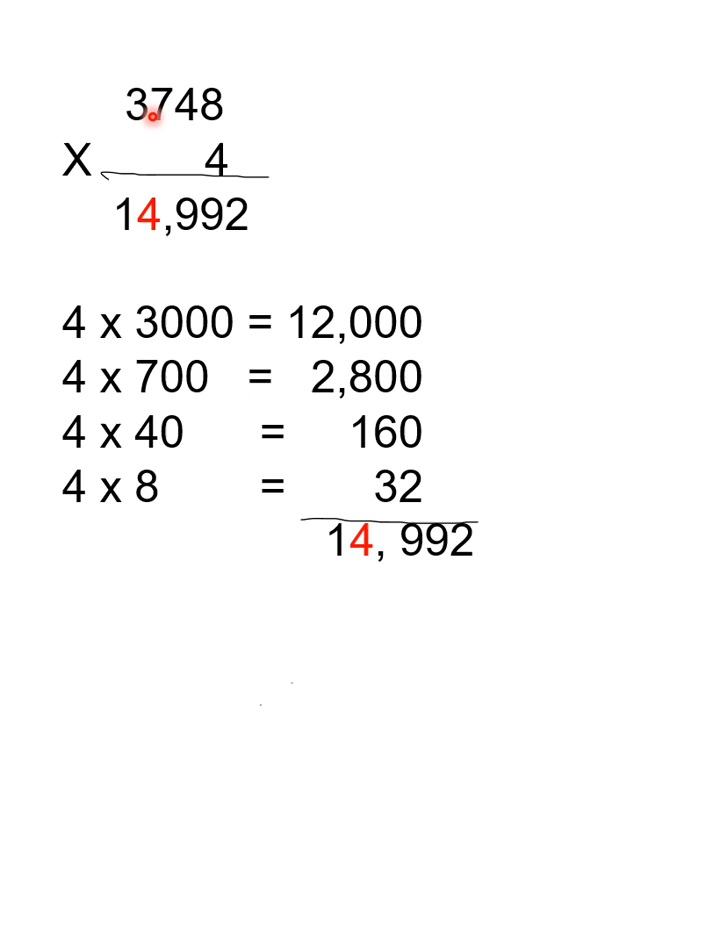 3748
X 4
14,992
4 x 3000 = 12,000
4 x 700 = 2,800
4 x 40 = 160
4 x 8 = 32
14, 992